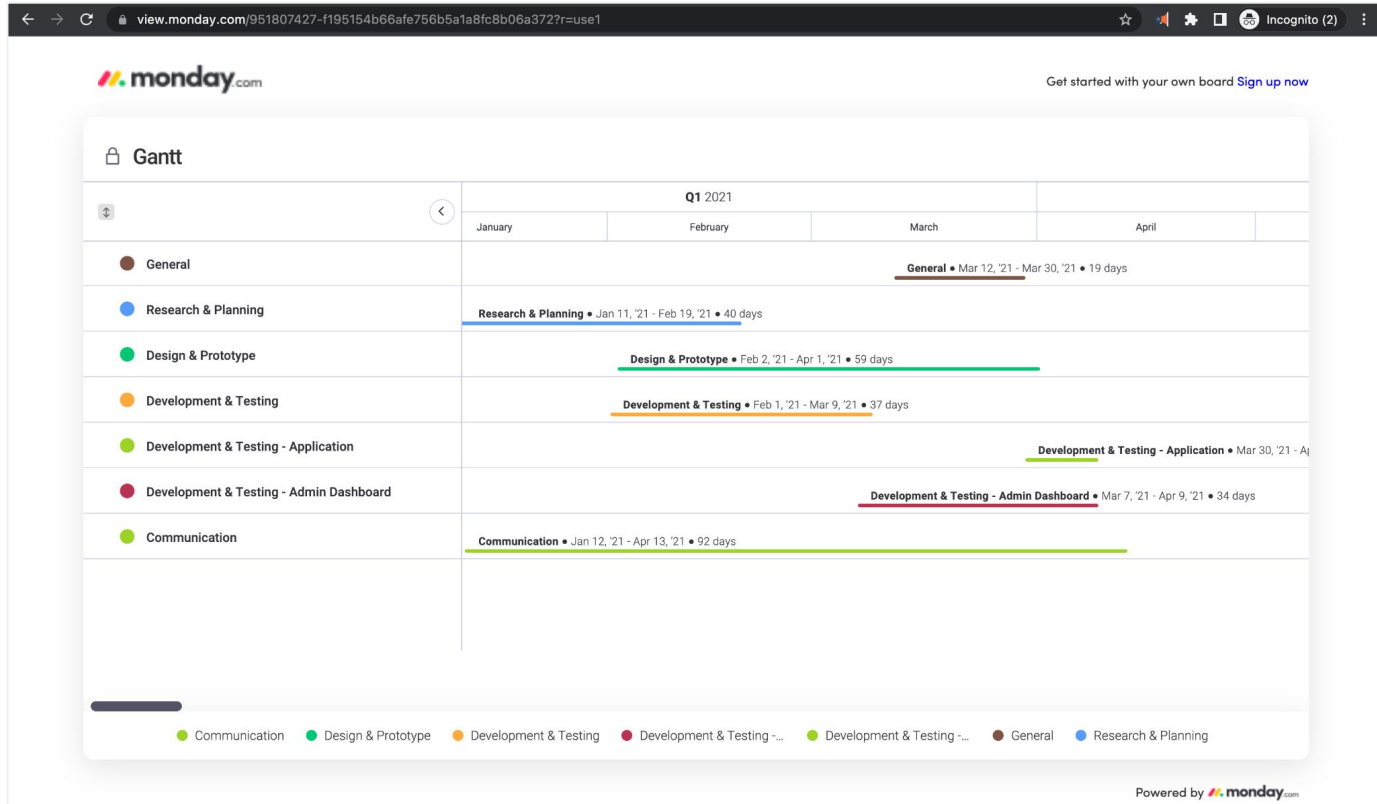 view.monday.com/951807427-f195154b66afe756b5a1a8fc8b06a372?r=use1
Incognito (2)
monday.com
Get started with your own board Sign up now
Gantt
Q1 2021
January February March April
General
General • Mar 12, '21 - Mar 30, '21 • 19 days
Research & Planning
Research & Planning • Jan 11, '21 - Feb 19, '21 • 40 days
Design & Prototype
Design & Prototype • Feb 2, '21 - Apr 1, '21 • 59 days
Development & Testing
Development & Testing • Feb 1, '21 - Mar 9, '21 • 37 days
Development & Testing - Application
Development & Testing - Application • Mar 30, '21 - Ap
Development & Testing - Admin Dashboard
Development & Testing - Admin Dashboard • Mar 7, '21 - Apr 9, '21 • 34 days
Communication
Communication • Jan 12, '21 - Apr 13, '21 • 92 days
Communication Design & Prototype Development & Testing Development & Testing -... Development & Testing -... General Research & Planning
Powered by monday.com